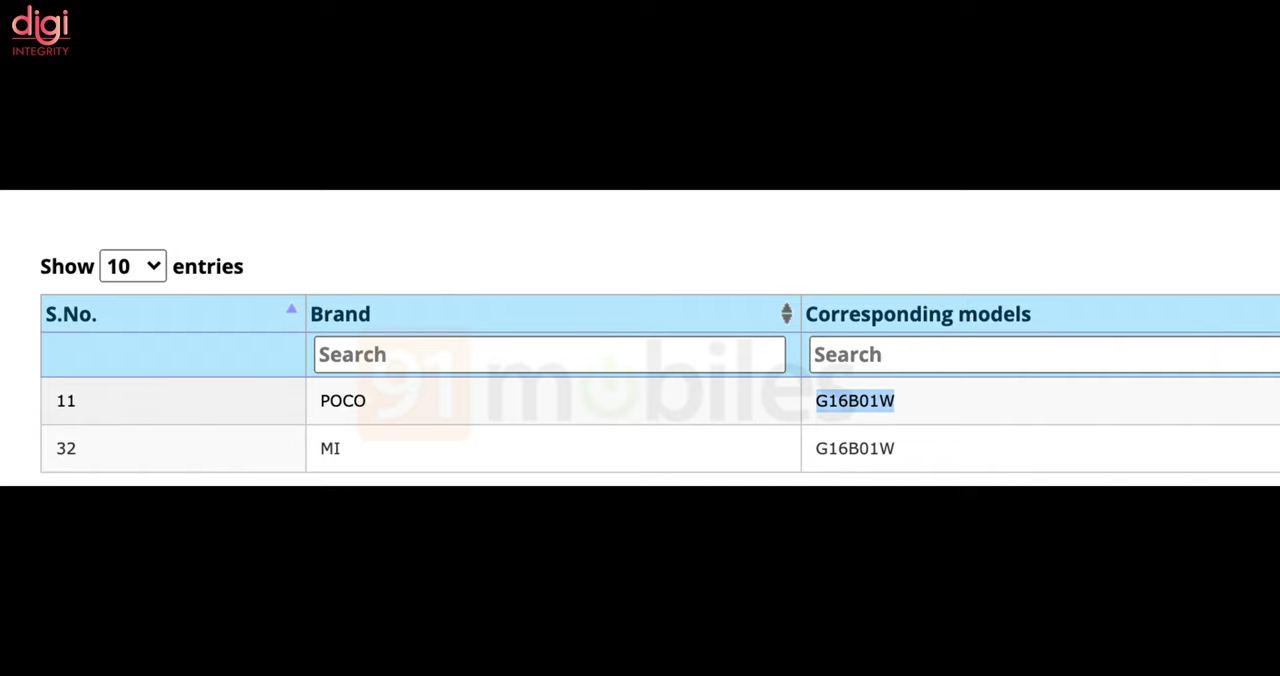 digi
INTEGRITY
Show 10 entries
S.No. Brand Corresponding models
Search Search
91mobiles
11 POCO G16B01W
32 MI G16B01W